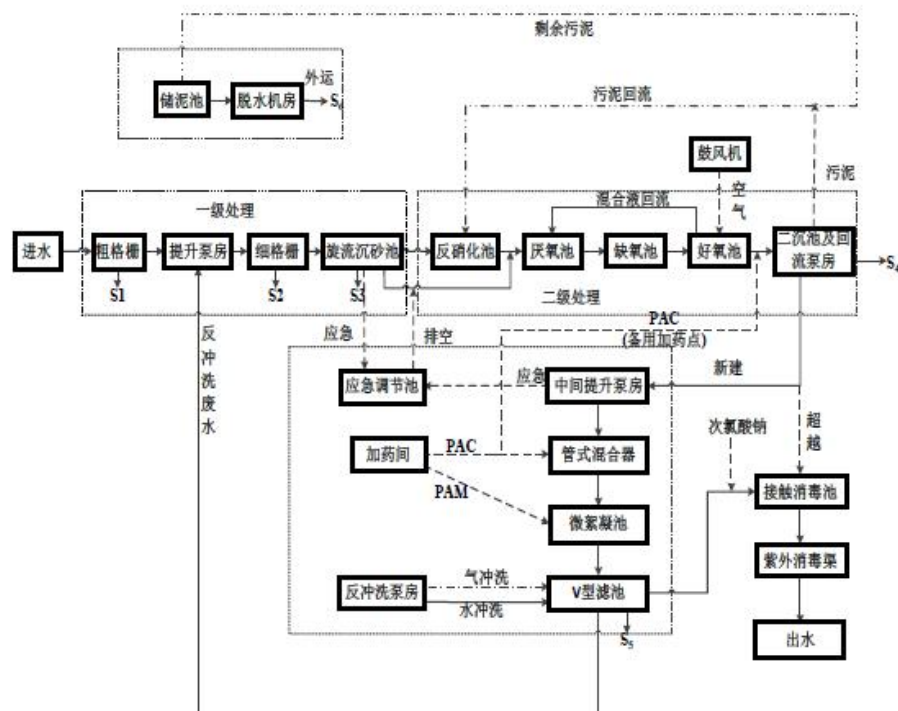 剩余污泥
外运
储泥池
脱水机房
污泥回流
鼓风机
污泥
空气
一级处理
混合液回流
进水
粗格栅
提升泵房
细格栅
旋流沉砂池
反硝化池
厌氧池
缺氧池
好氧池
二沉池及回
流泵房
S1
S2
S3
二级处理
S4
反冲洗废水
应急
排空
PAC
(备用加药点)
新建
应急调节池
应急
中间提升泵房
次氯酸钠
超越
加药间
PAC
管式混合器
PAM
接触消毒池
微絮凝池
紫外消毒渠
反冲洗泵房
气冲洗
水冲洗
V型滤池
S5
出水